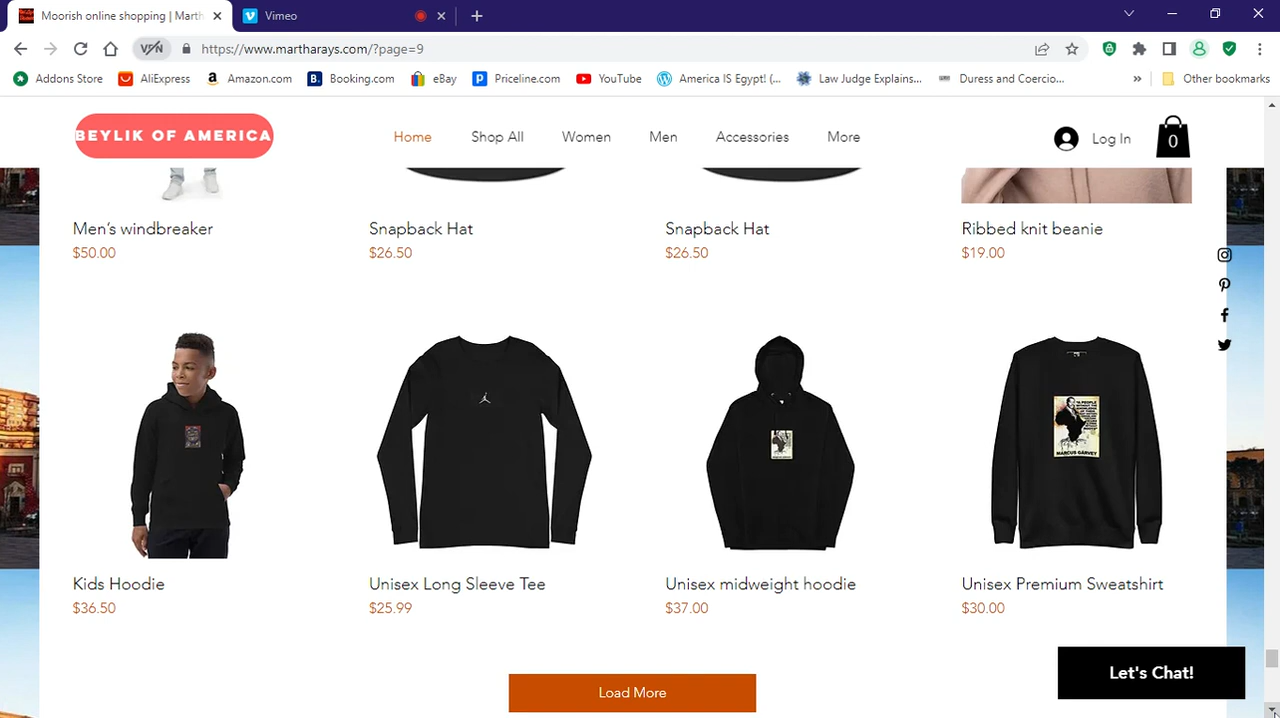 Moorish online shopping | Marth
Vimeo
VPN
https://www.martharays.com/?page=9
Addons Store
AliExpress
Amazon.com
Booking.com
eBay
Priceline.com
YouTube
America IS Egypt! (...
Law Judge Explains...
Duress and Coercio...
»
Other bookmarks
BEYLIK OF AMERICA
Home
Shop All
Women
Men
Accessories
More
Log In
0
Men's windbreaker
$50.00
Snapback Hat
$26.50
Snapback Hat
$26.50
Ribbed knit beanie
$19.00
MARCUS GARVEY
Kids Hoodie
$36.50
Unisex Long Sleeve Tee
$25.99
Unisex midweight hoodie
$37.00
Unisex Premium Sweatshirt
$30.00
Load More
Let's Chat!